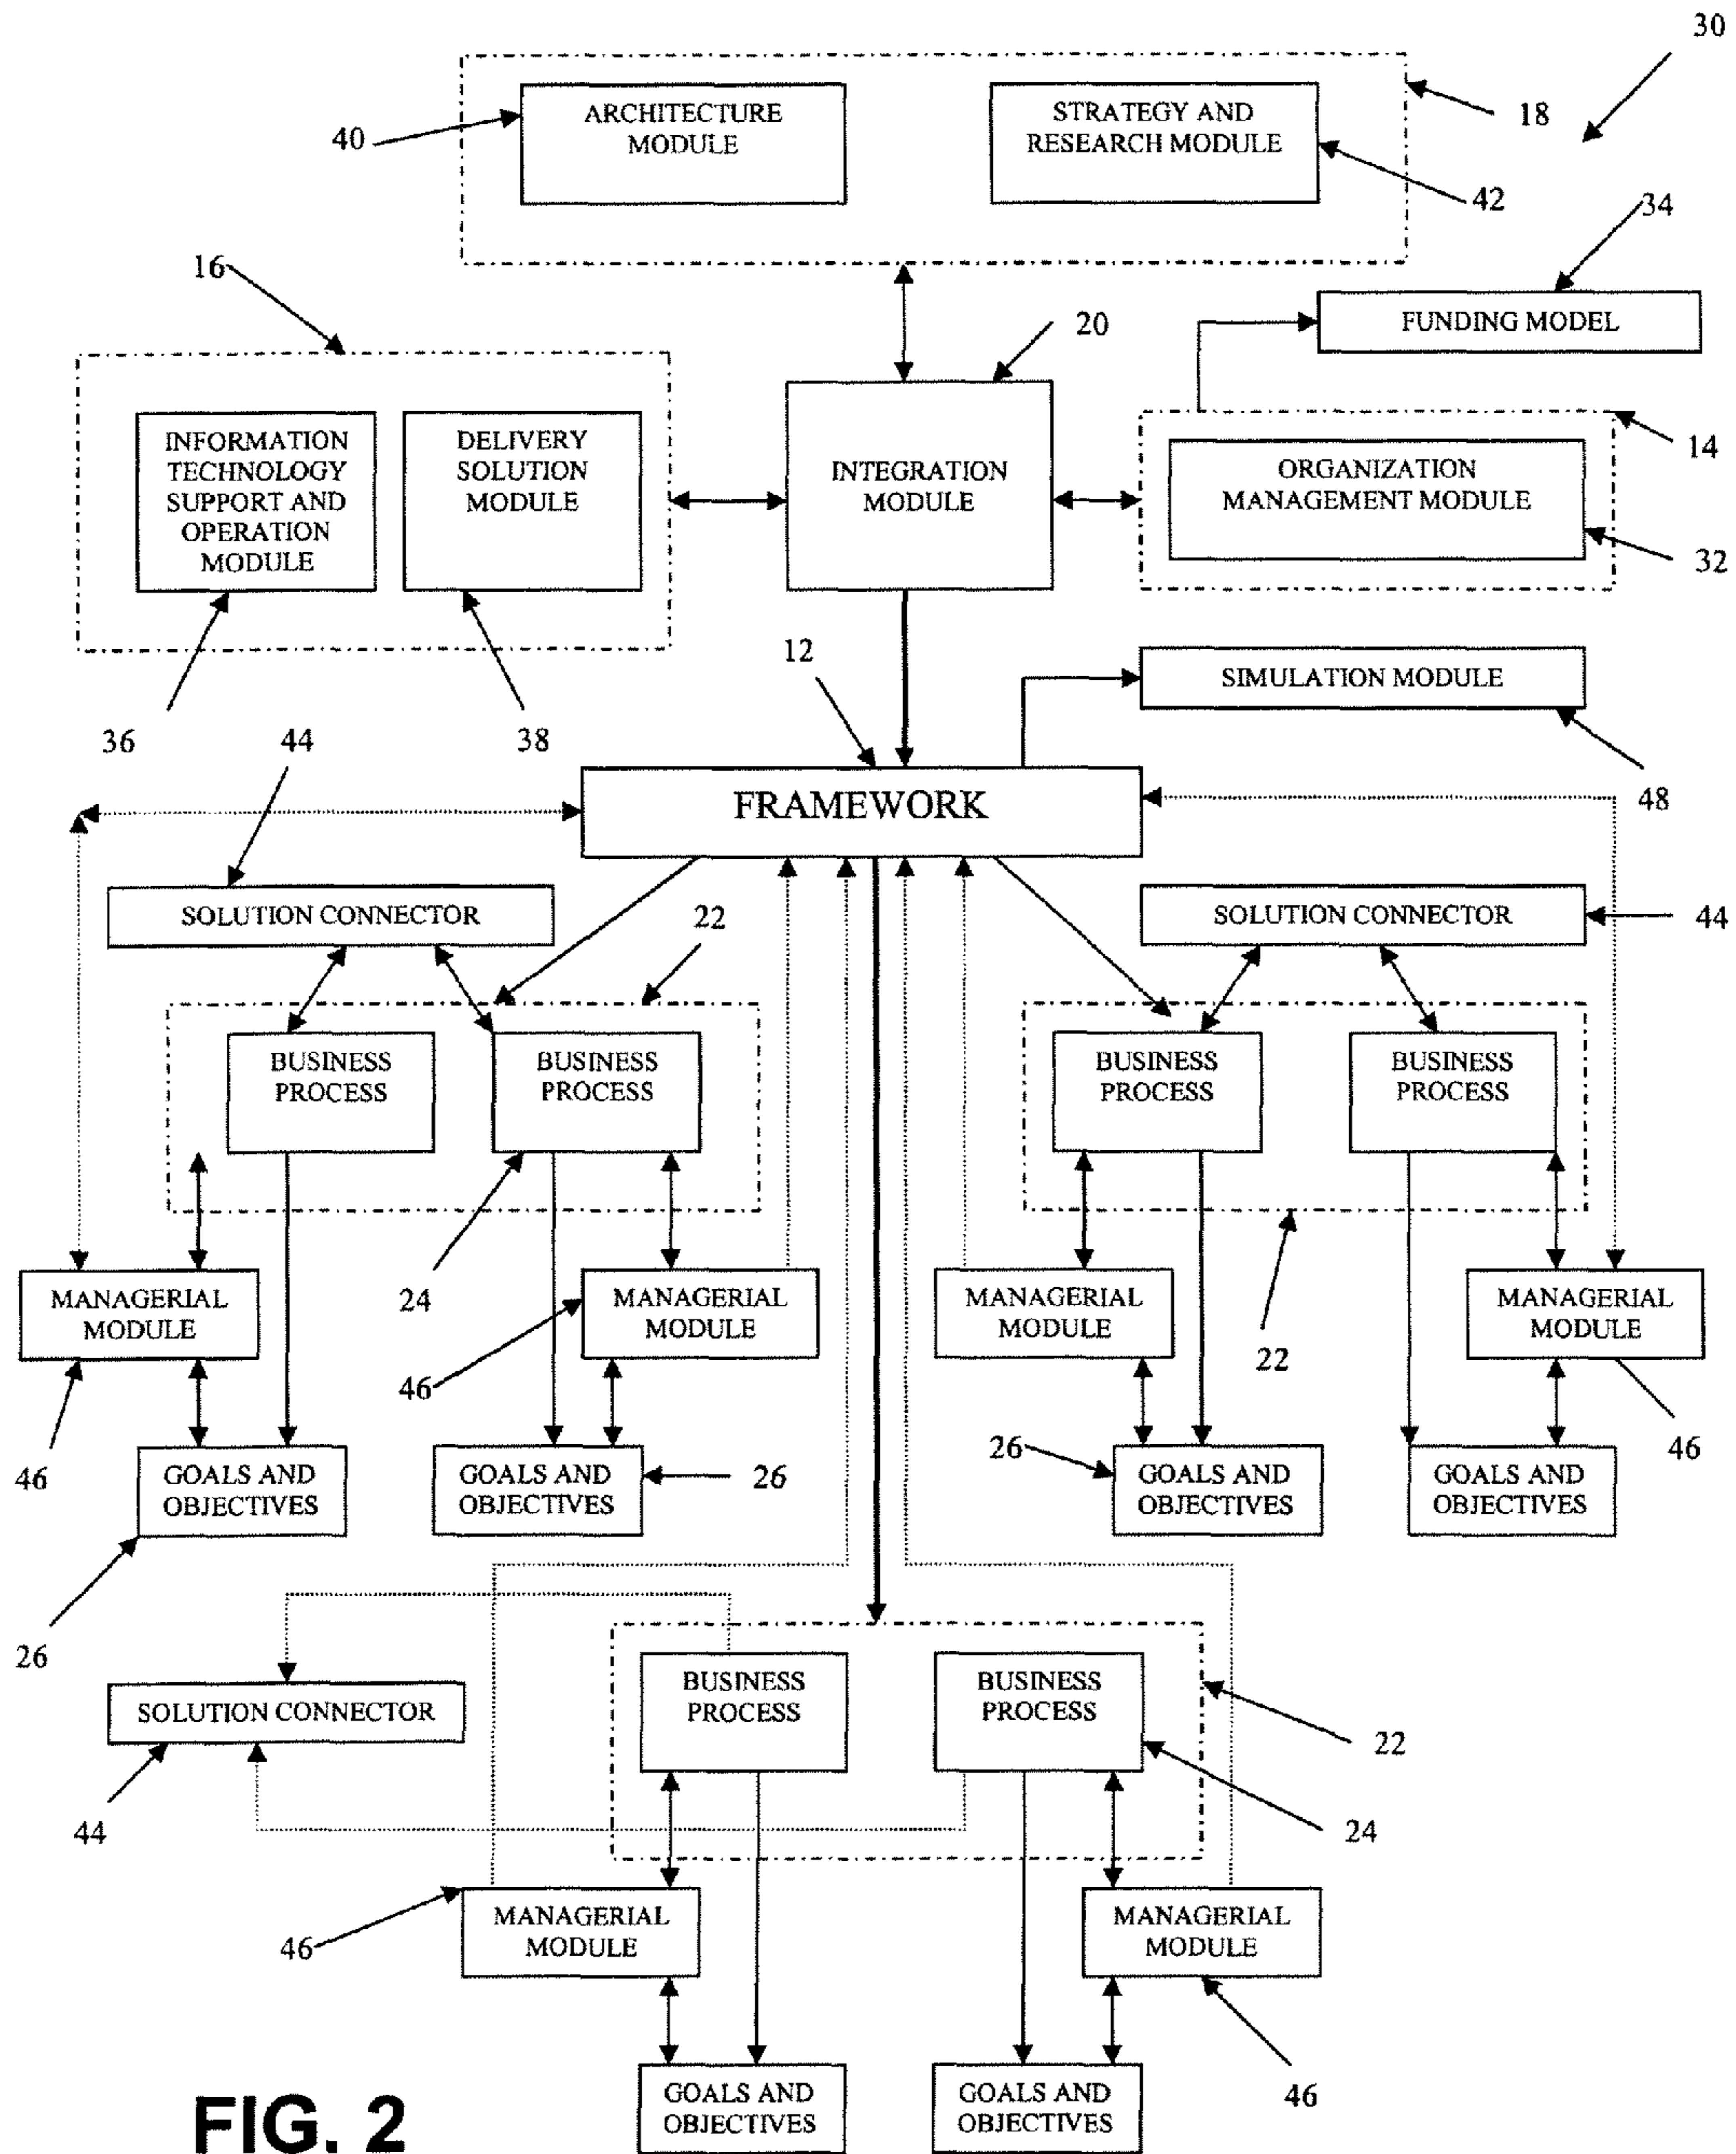 30
ARCHITECTURE
MODULE
STRATEGY AND
RESEARCH MODULE
18
40
42
34
16
FUNDING MODEL
20
INFORMATION
TECHNOLOGY
SUPPORT AND
OPERATION
MODULE
DELIVERY
SOLUTION
MODULE
INTEGRATION
MODULE
ORGANIZATION
MANAGEMENT MODULE
14
32
12
SIMULATION MODULE
36
38
44
48
FRAMEWORK
SOLUTION CONNECTOR
22
SOLUTION CONNECTOR
44
BUSINESS
PROCESS
BUSINESS
PROCESS
BUSINESS
PROCESS
BUSINESS
PROCESS
24
MANAGERIAL
MODULE
MANAGERIAL
MODULE
MANAGERIAL
MODULE
MANAGERIAL
MODULE
22
46
46
46
26
26
GOALS AND
OBJECTIVES
GOALS AND
OBJECTIVES
GOALS AND
OBJECTIVES
GOALS AND
OBJECTIVES
26
SOLUTION CONNECTOR
BUSINESS
PROCESS
BUSINESS
PROCESS
22
44
24
MANAGERIAL
MODULE
MANAGERIAL
MODULE
46
46
GOALS AND
OBJECTIVES
GOALS AND
OBJECTIVES
FIG. 2